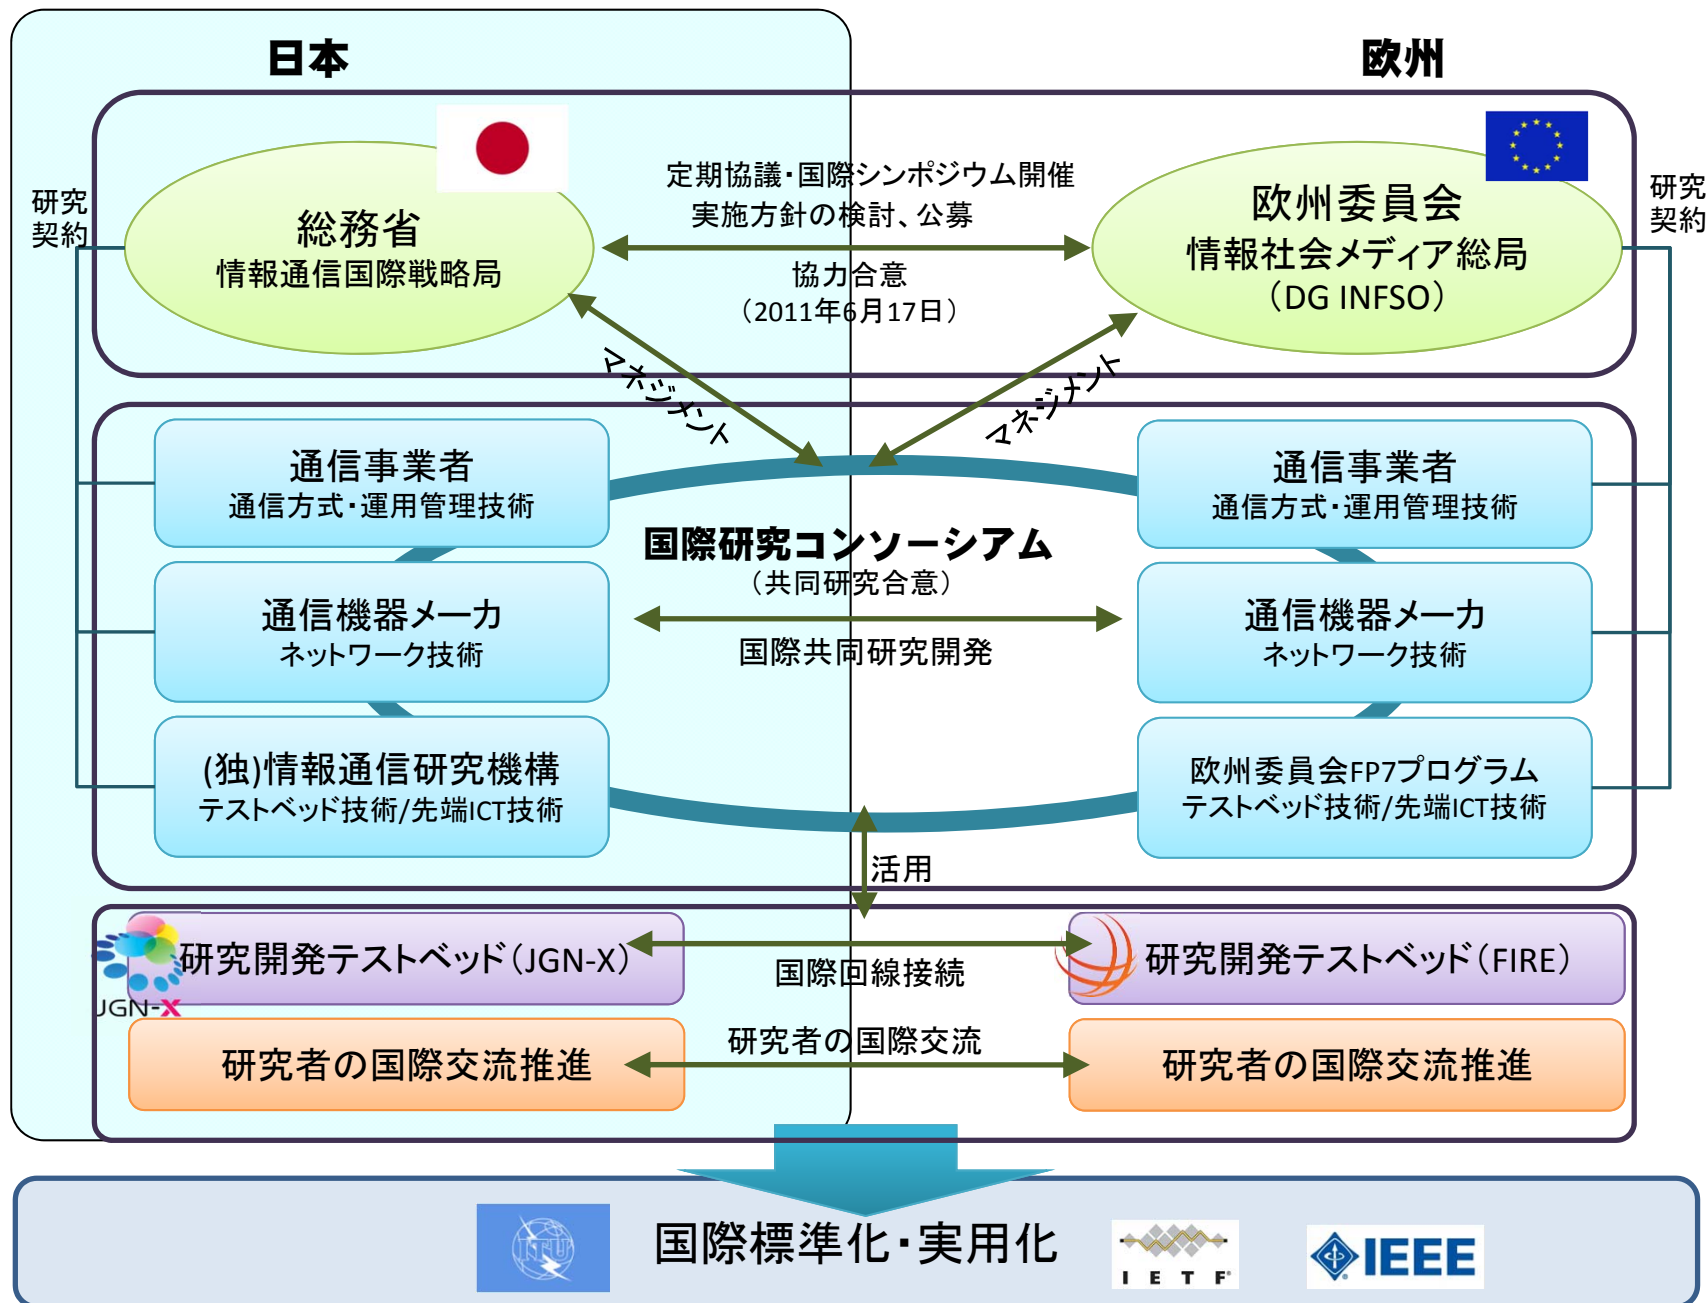 日本
欧州
研究
契約
総務省
情報通信国際戦略局
定期協議・国際シンポジウム開催
実施方針の検討、公募
協力合意
（2011年6月17日）
欧州委員会
情報社会メディア総局
（DG INFSO）
研究
契約
マネジメント
マネジメント
通信事業者
通信方式・運用管理技術
通信機器メーカ
ネットワーク技術
(独)情報通信研究機構
テストベッド技術/先端ICT技術
国際研究コンソーシアム
（共同研究合意）
国際共同研究開発
通信事業者
通信方式・運用管理技術
通信機器メーカ
ネットワーク技術
欧州委員会FP7プログラム
テストベッド技術/先端ICT技術
活用
JGN-X
研究開発テストベッド（JGN-X）
国際回線接続
研究開発テストベッド（FIRE）
研究者の国際交流推進
研究者の国際交流
研究者の国際交流推進
ITU
国際標準化・実用化
IETF®
IEEE